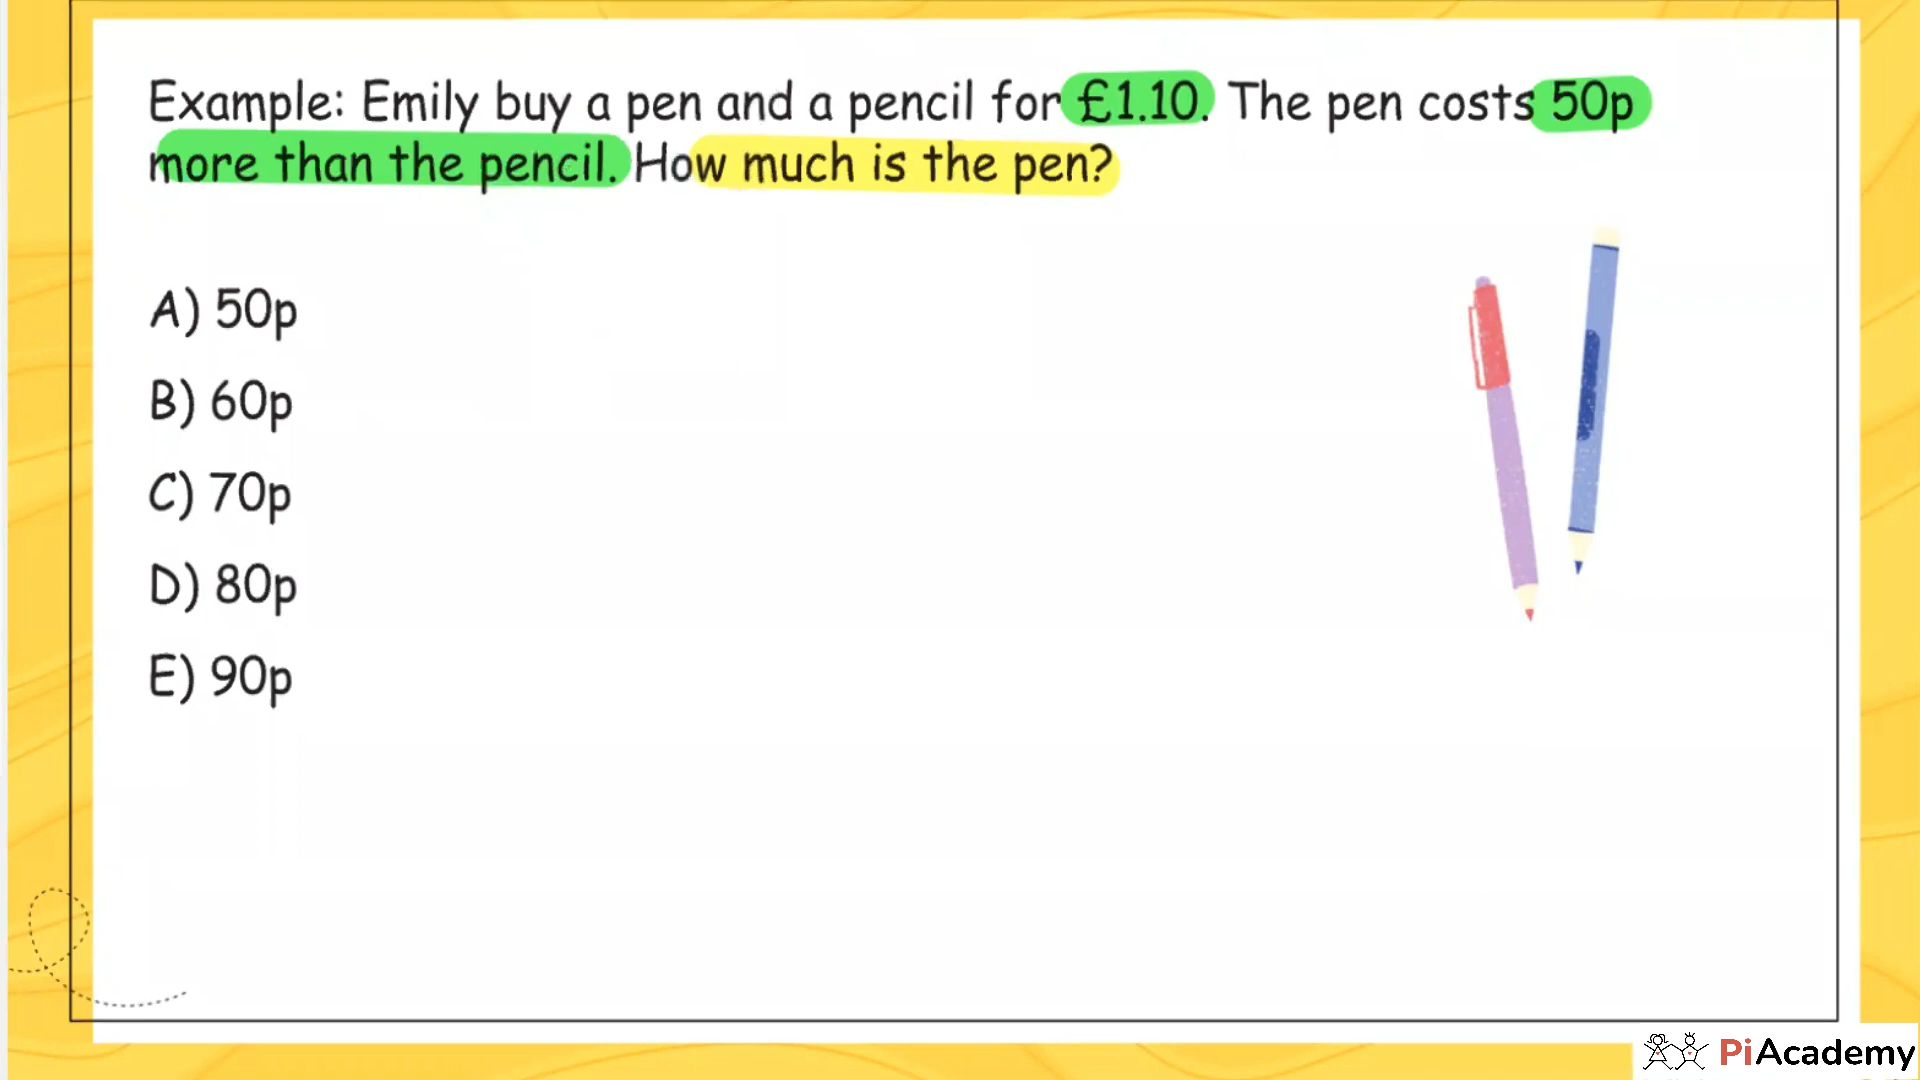 Example: Emily buy a pen and a pencil for £1.10. The pen costs 50p
more than the pencil. How much is the pen?
A) 50p
B) 60p
C) 70p
D) 80p
E) 90p
PiAcademy